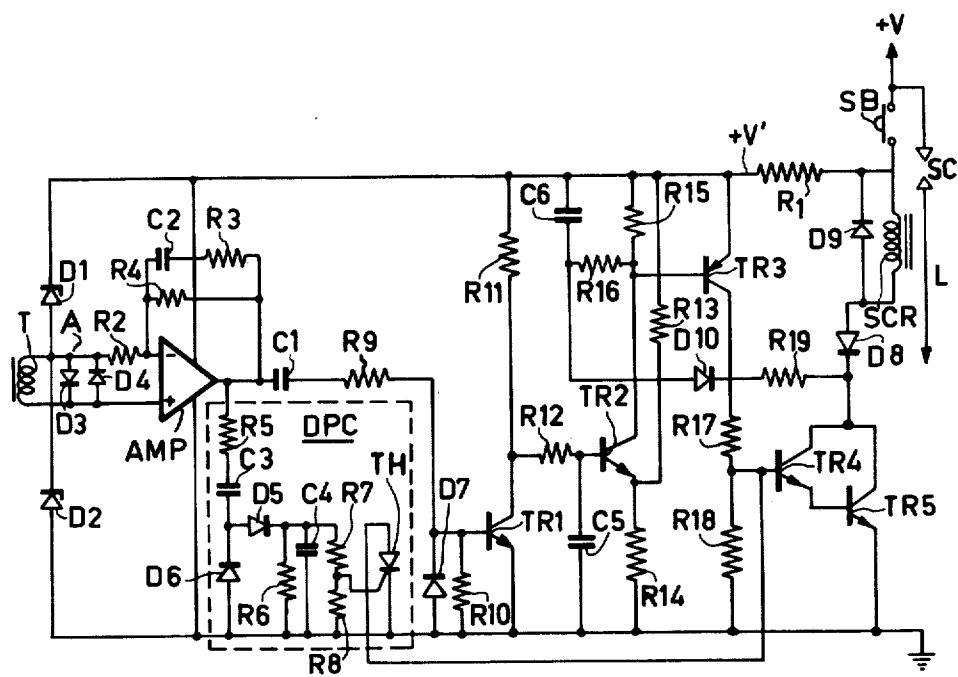 +V
SB
+V'
SC
C2
R3
C6
R15
R1
D9
D1
R4
R11
R16
TR3
L
T
A
R2
R13
SCR
D4
C1
R9
D10
R19
D8
D3
−
+
AMP
R5
DPC
R12
TR2
R17
C3
TH
TR4
D5
C4
R7
D7
D2
TR1
C5
R18
TR5
D6
R6
R10
R14
R8